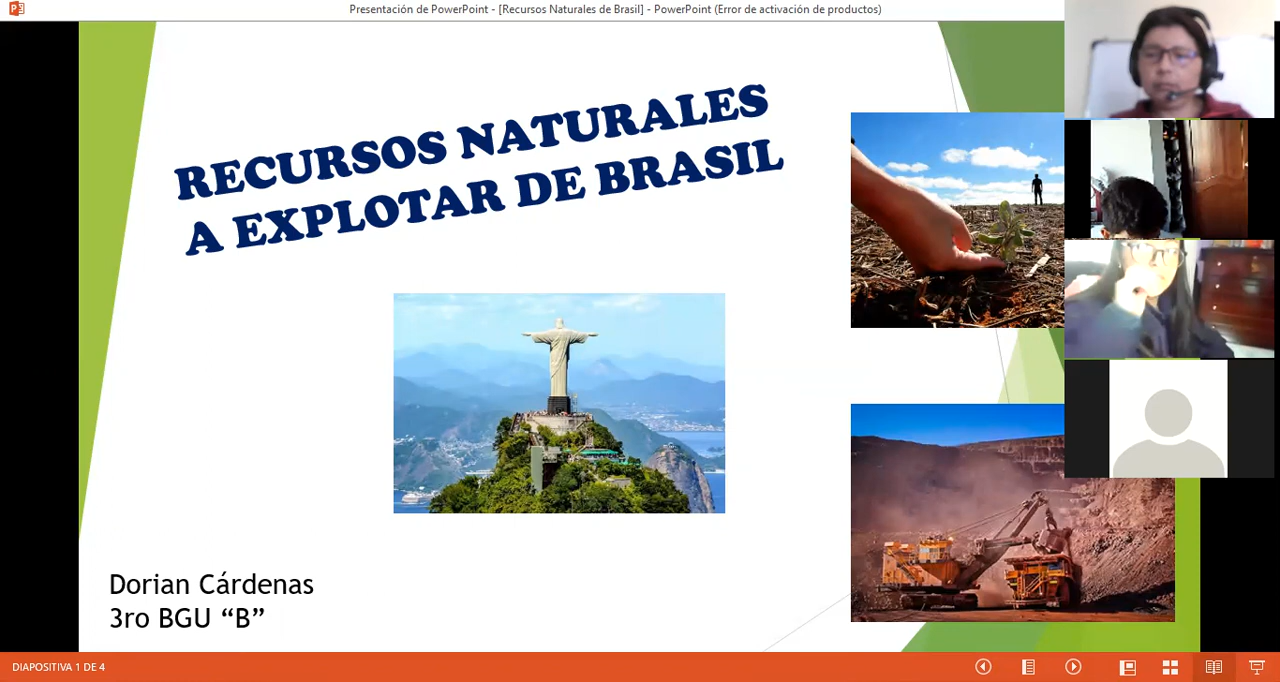 Presentación de PowerPoint - [Recursos Naturales de Brasil] - PowerPoint (Error de activación de productos)
RECURSOS NATURALES
A EXPLOTAR DE BRASIL
Dorian Cárdenas
3ro BGU “B”
DIAPOSITIVA 1 DE 4